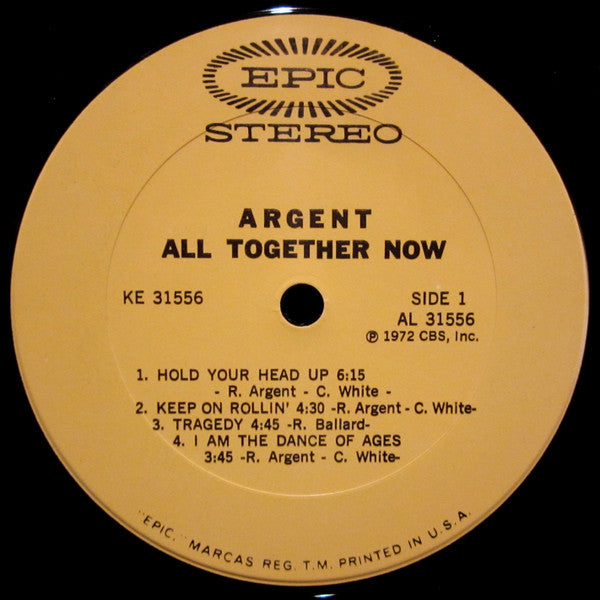 EPIC
STEREO
ARGENT
ALL TOGETHER NOW
KE 31556
SIDE 1
AL 31556
℗ 1972 CBS, Inc.
1. HOLD YOUR HEAD UP 6:15
- R. Argent - C. White -
2. KEEP ON ROLLIN' 4:30 -R. Argent - C. White-
3. TRAGEDY 4:45 -R. Ballard-
4. I AM THE DANCE OF AGES
3:45 -R. Argent - C. White-
"EPIC," MARCAS REG. T.M. PRINTED IN U.S.A.